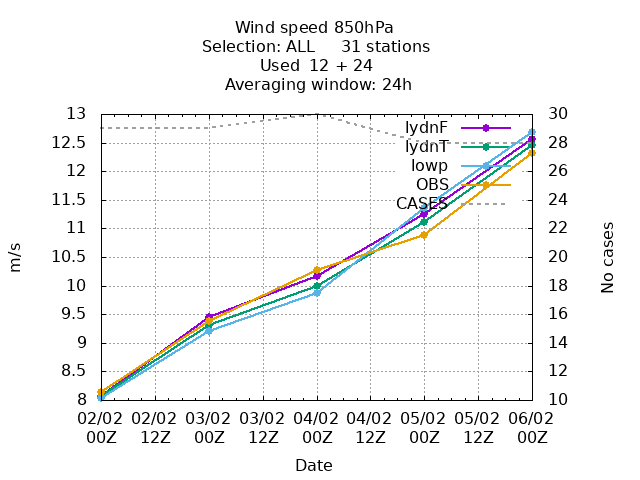 Wind speed 850hPa
Selection: ALL     31 stations
Used  12 + 24
Averaging window: 24h
13
12.5
12
11.5
11
10.5
10
9.5
9
8.5
8
30
28
26
24
22
20
18
16
14
12
10
lydnF
lydnT
lowp
OBS
CASES
m/s
No cases
02/02 02/02 03/02 03/02 04/02 04/02 05/02 05/02 06/02
00Z 12Z 00Z 12Z 00Z 12Z 00Z 12Z 00Z
Date